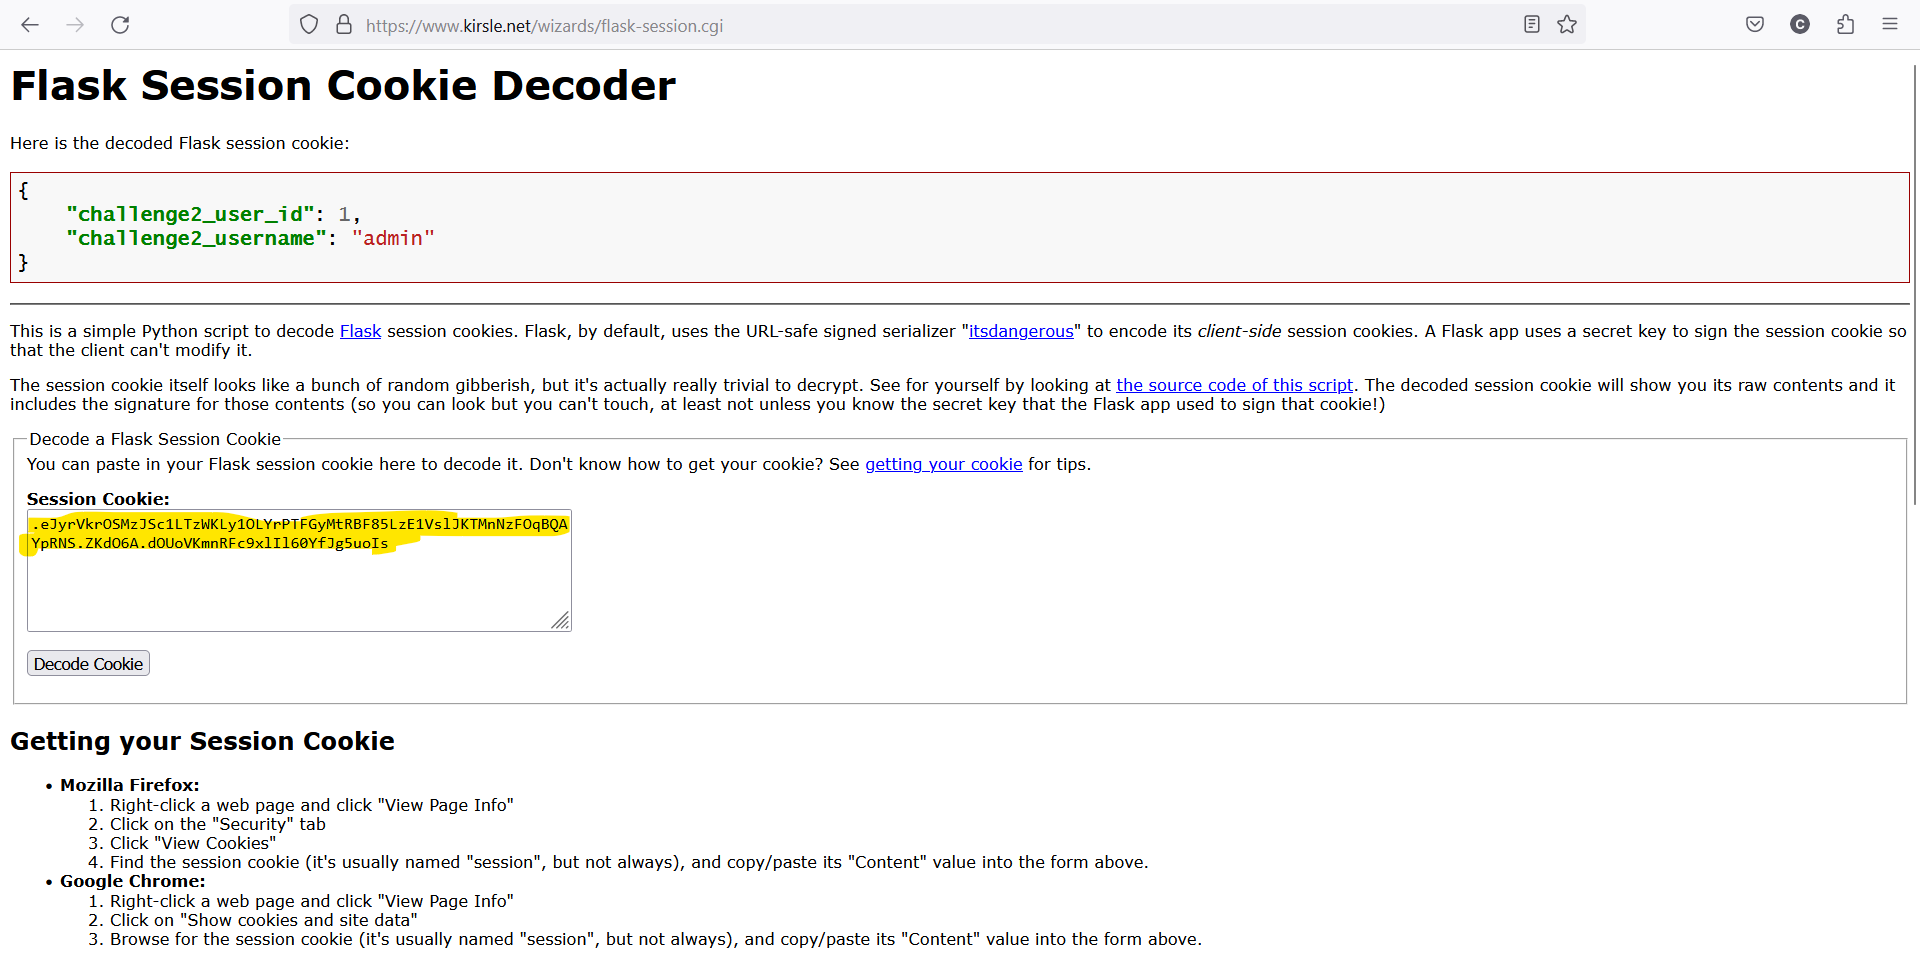 https://www.kirsle.net/wizards/flask-session.cgi
C
Flask Session Cookie Decoder
Here is the decoded Flask session cookie:
{
"challenge2_user_id": 1,
"challenge2_username": "admin"
}
This is a simple Python script to decode Flask session cookies. Flask, by default, uses the URL-safe signed serializer "itsdangerous" to encode its client-side session cookies. A Flask app uses a secret key to sign the session cookie so
that the client can't modify it.
The session cookie itself looks like a bunch of random gibberish, but it's actually really trivial to decrypt. See for yourself by looking at the source code of this script. The decoded session cookie will show you its raw contents and it
includes the signature for those contents (so you can look but you can't touch, at least not unless you know the secret key that the Flask app used to sign that cookie!)
Decode a Flask Session Cookie
You can paste in your Flask session cookie here to decode it. Don't know how to get your cookie? See getting your cookie for tips.
Session Cookie:
.eJyrVkrOSMzJSc1LTzWKLy1OLYrPTFGyMtRBF85LzE1VslJKTMnNzFOqBQA
YpRNS.ZKdO6A.dOUoVKmnRFc9xlIl60YfJg5uoIs
Decode Cookie
Getting your Session Cookie
• Mozilla Firefox:
1. Right-click a web page and click "View Page Info"
2. Click on the "Security" tab
3. Click "View Cookies"
4. Find the session cookie (it's usually named "session", but not always), and copy/paste its "Content" value into the form above.
• Google Chrome:
1. Right-click a web page and click "View Page Info"
2. Click on "Show cookies and site data"
3. Browse for the session cookie (it's usually named "session", but not always), and copy/paste its "Content" value into the form above.